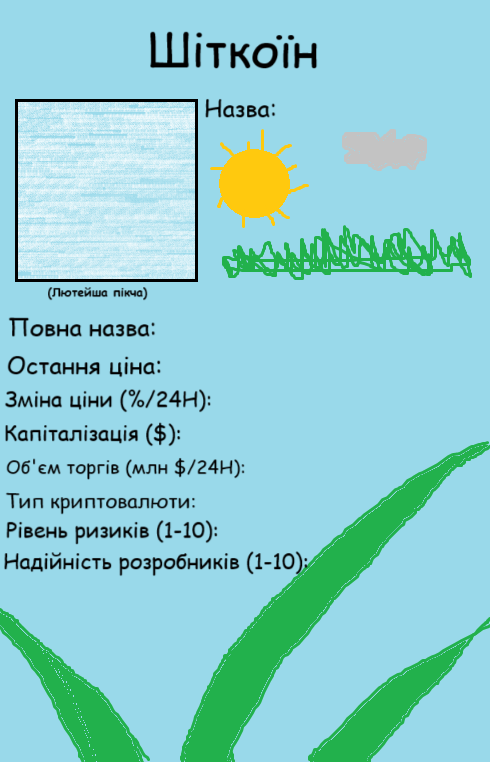 Шіткоїн
Назва:
(Лютейша пікча)
Повна назва:
Остання ціна:
Зміна ціни (%/24H):
Капіталізація ($):
Об'єм торгів (млн $/24H):
Тип криптовалюти:
Рівень ризиків (1-10):
Надійність розробників (1-10):